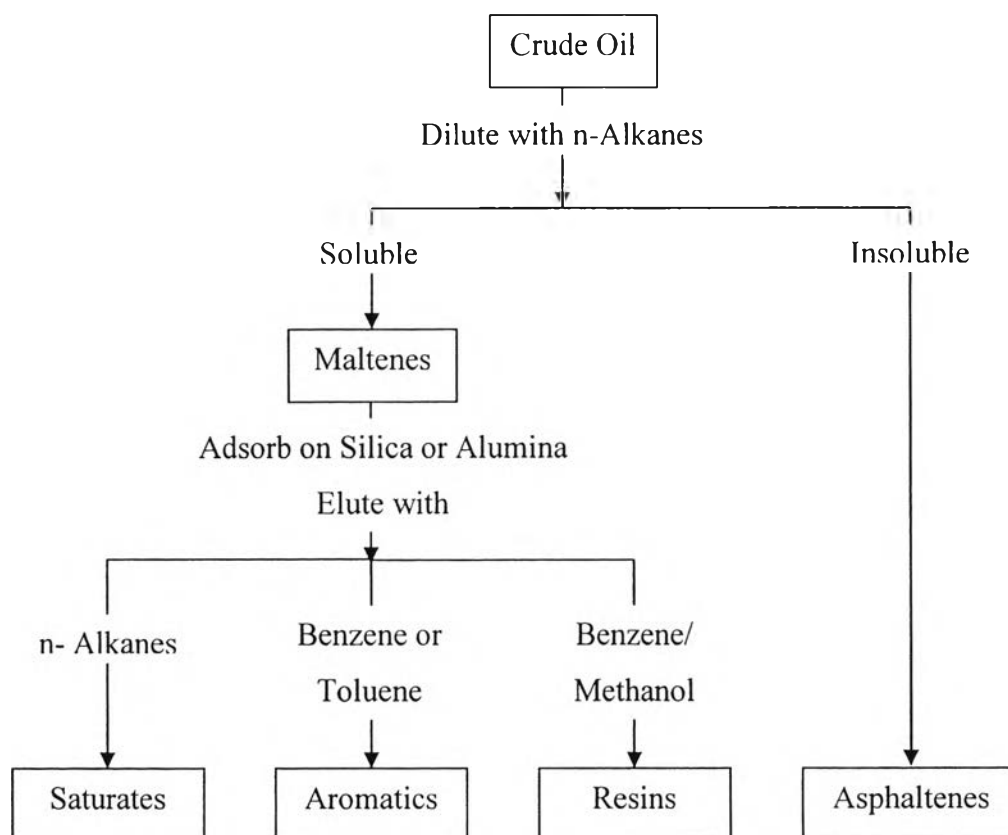 Crude Oil
Dilute with n-Alkanes
Soluble
Insoluble
Maltenes
Adsorb on Silica or Alumina
Elute with
n- Alkanes
Benzene or
Toluene
Benzene/
Methanol
Saturates
Aromatics
Resins
Asphaltenes